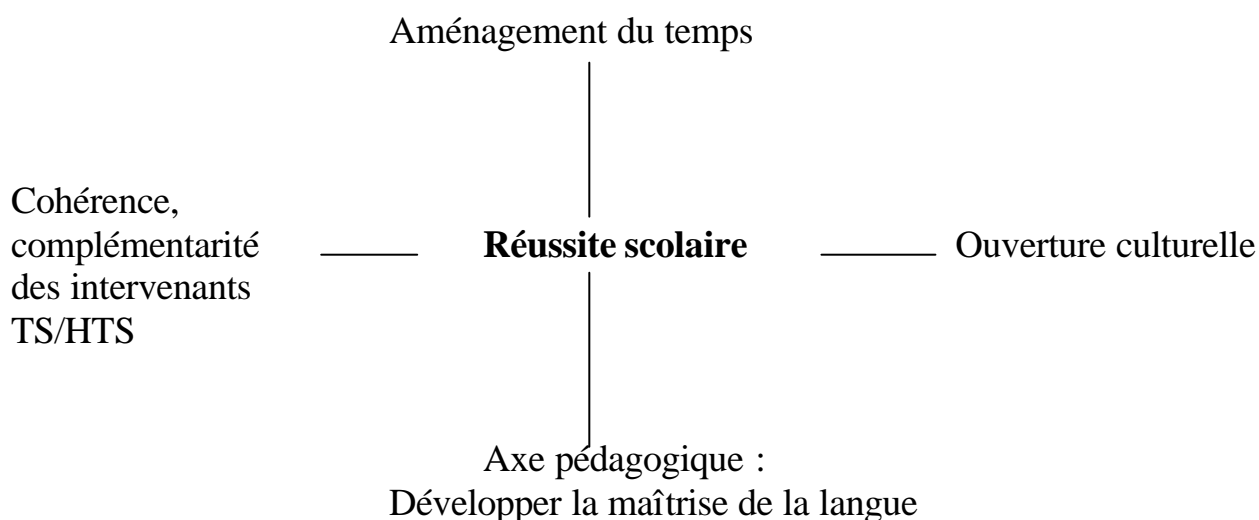 Aménagement du temps
Cohérence,
complémentarité
des intervenants
TS/HTS
Réussite scolaire
Ouverture culturelle
Axe pédagogique :
Développer la maîtrise de la langue